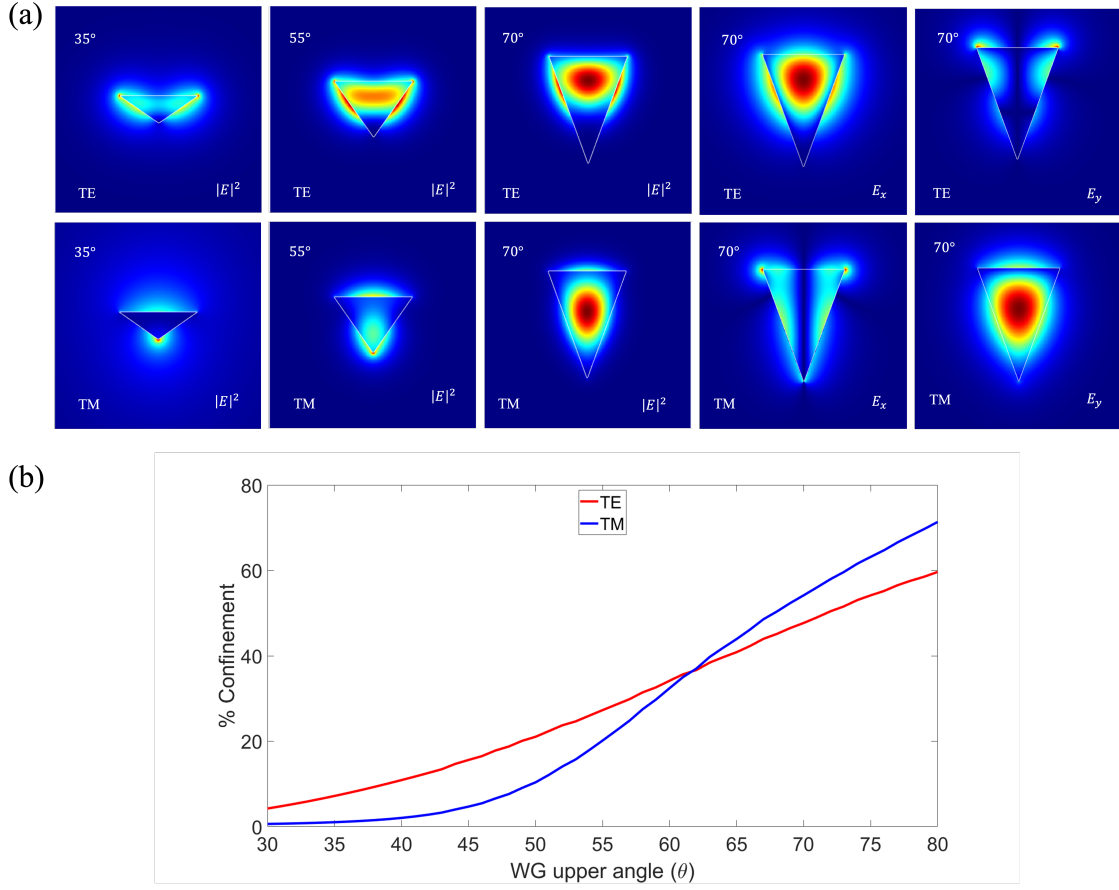 (a)
35°
TE
|E|²
55°
TE
|E|²
70°
TE
|E|²
70°
TE
Eₓ
70°
TE
E_y
35°
TM
|E|²
55°
TM
|E|²
70°
TM
|E|²
70°
TM
Eₓ
70°
TM
E_y
(b)
80
60
40
20
0
% Confinement
TE
TM
30 35 40 45 50 55 60 65 70 75 80
WG upper angle (θ)